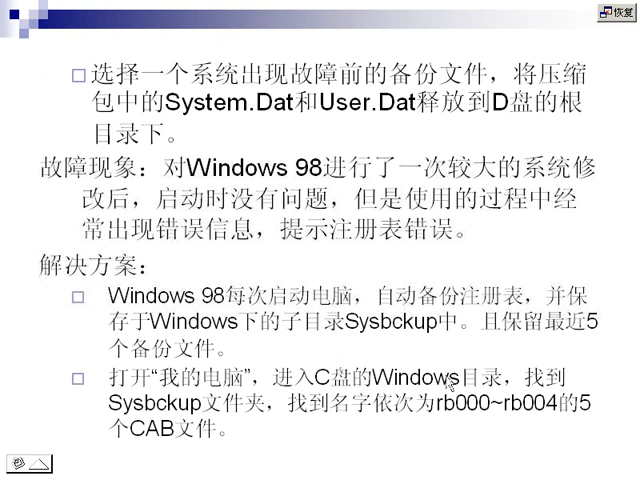 恢复
选择一个系统出现故障前的备份文件，将压缩
包中的System.Dat和User.Dat释放到D盘的根
目录下。
故障现象：对Windows 98进行了一次较大的系统修
改后，启动时没有问题，但是使用的过程中经
常出现错误信息，提示注册表错误。
解决方案：
Windows 98每次启动电脑，自动备份注册表，并保
存于Windows下的子目录Sysbckup中。且保留最近5
个备份文件。
打开“我的电脑”，进入C盘的Windows目录，找到
Sysbckup文件夹，找到名字依次为rb000~rb004的5
个CAB文件。